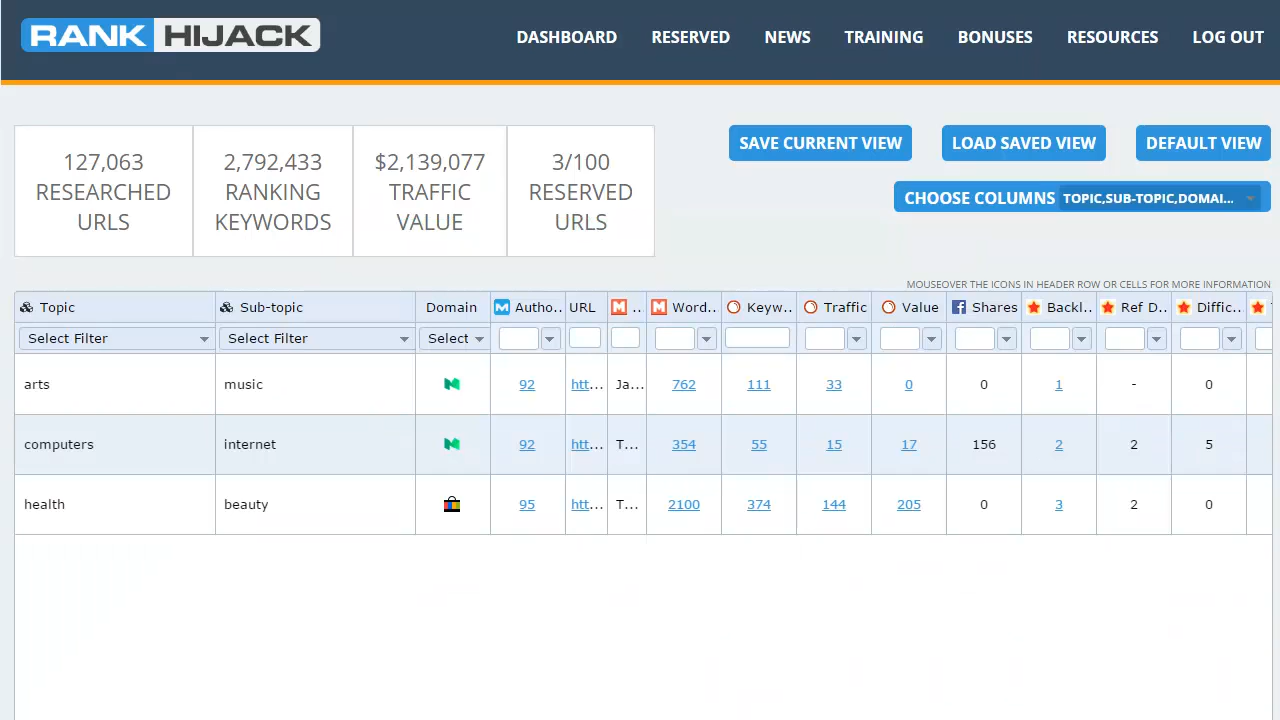 RANK HIJACK
DASHBOARD RESERVED NEWS TRAINING BONUSES RESOURCES LOG OUT
127,063 RESEARCHED URLS
2,792,433 RANKING KEYWORDS
$2,139,077 TRAFFIC VALUE
3/100 RESERVED URLS
SAVE CURRENT VIEW LOAD SAVED VIEW DEFAULT VIEW
CHOOSE COLUMNS TOPIC,SUB-TOPIC,DOMAI...
MOUSEOVER THE ICONS IN HEADER ROW OR CELLS FOR MORE INFORMATION
Topic Sub-topic Domain Autho.. URL ... Word.. Keyw.. Traffic Value Shares Backl.. Ref D.. Diffic..
Select Filter Select Filter Select
arts music 92 htt... Ja... 762 111 33 0 0 1 - 0
computers internet 92 htt... T... 354 55 15 17 156 2 2 5
health beauty 95 htt... T... 2100 374 144 205 0 3 2 0